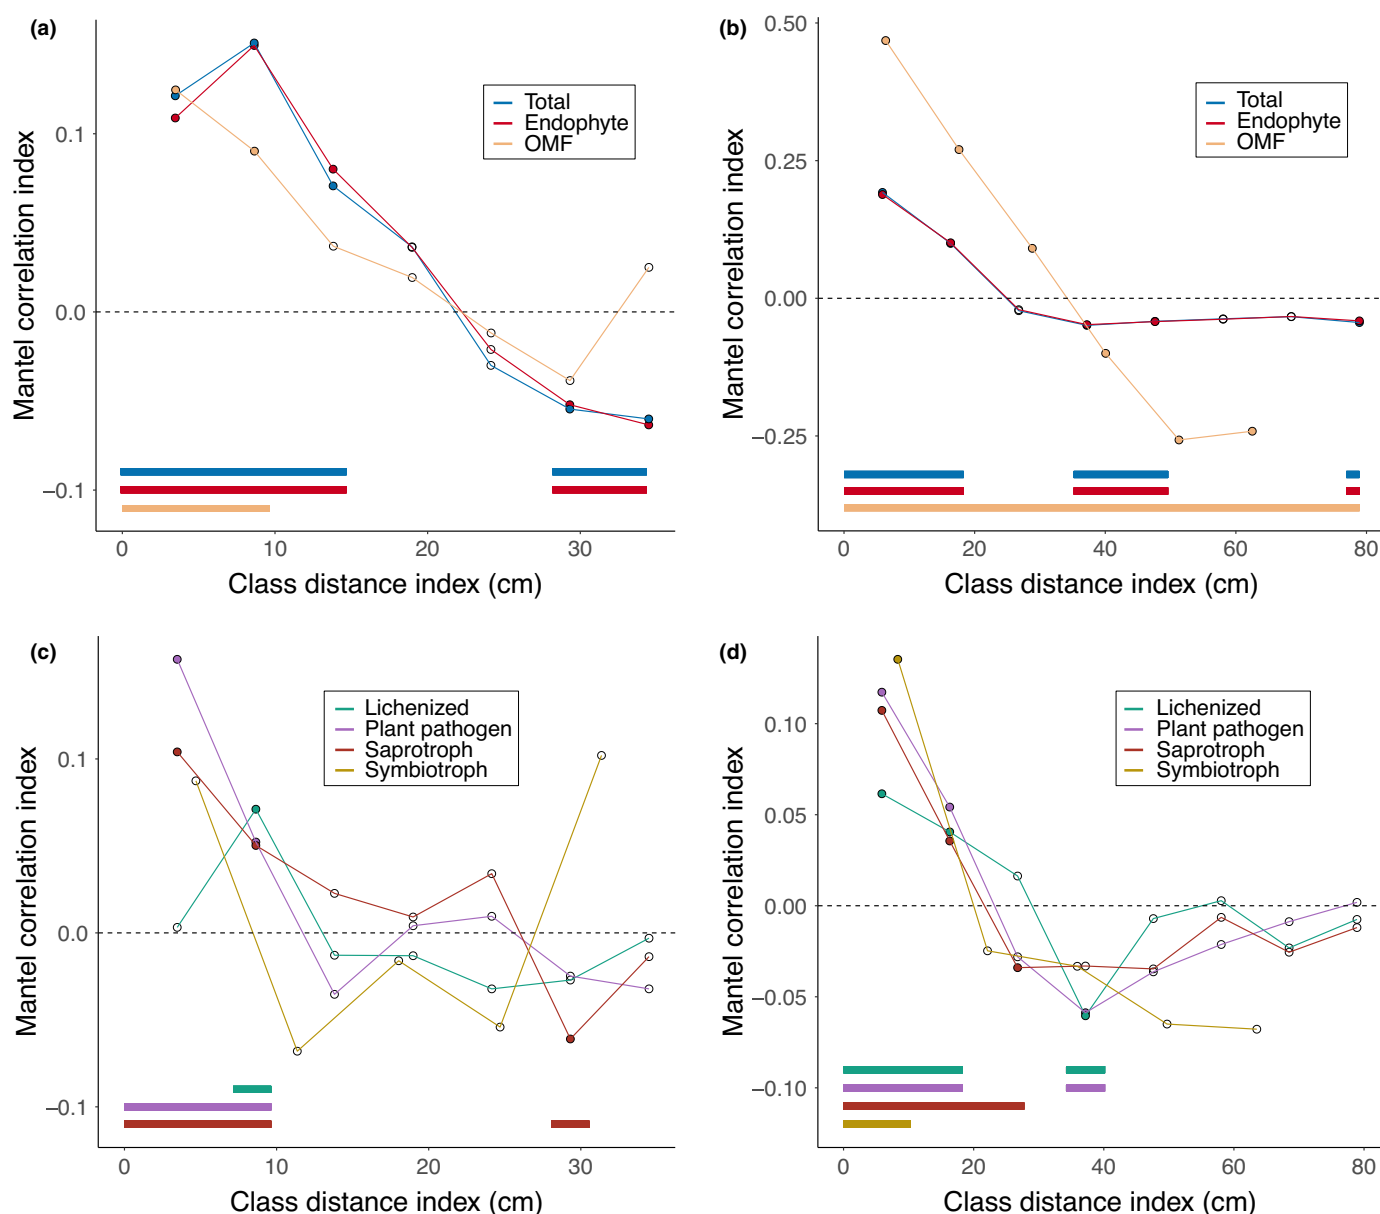 (a)
Mantel correlation index
0.1
0.0
−0.1
Total
Endophyte
OMF
0
10
20
30
Class distance index (cm)
(b)
Mantel correlation index
0.50
0.25
0.00
−0.25
Total
Endophyte
OMF
0
20
40
60
80
Class distance index (cm)
(c)
Mantel correlation index
0.1
0.0
−0.1
Lichenized
Plant pathogen
Saprotroph
Symbiotroph
0
10
20
30
Class distance index (cm)
(d)
Mantel correlation index
0.10
0.05
0.00
−0.05
−0.10
Lichenized
Plant pathogen
Saprotroph
Symbiotroph
0
20
40
60
80
Class distance index (cm)